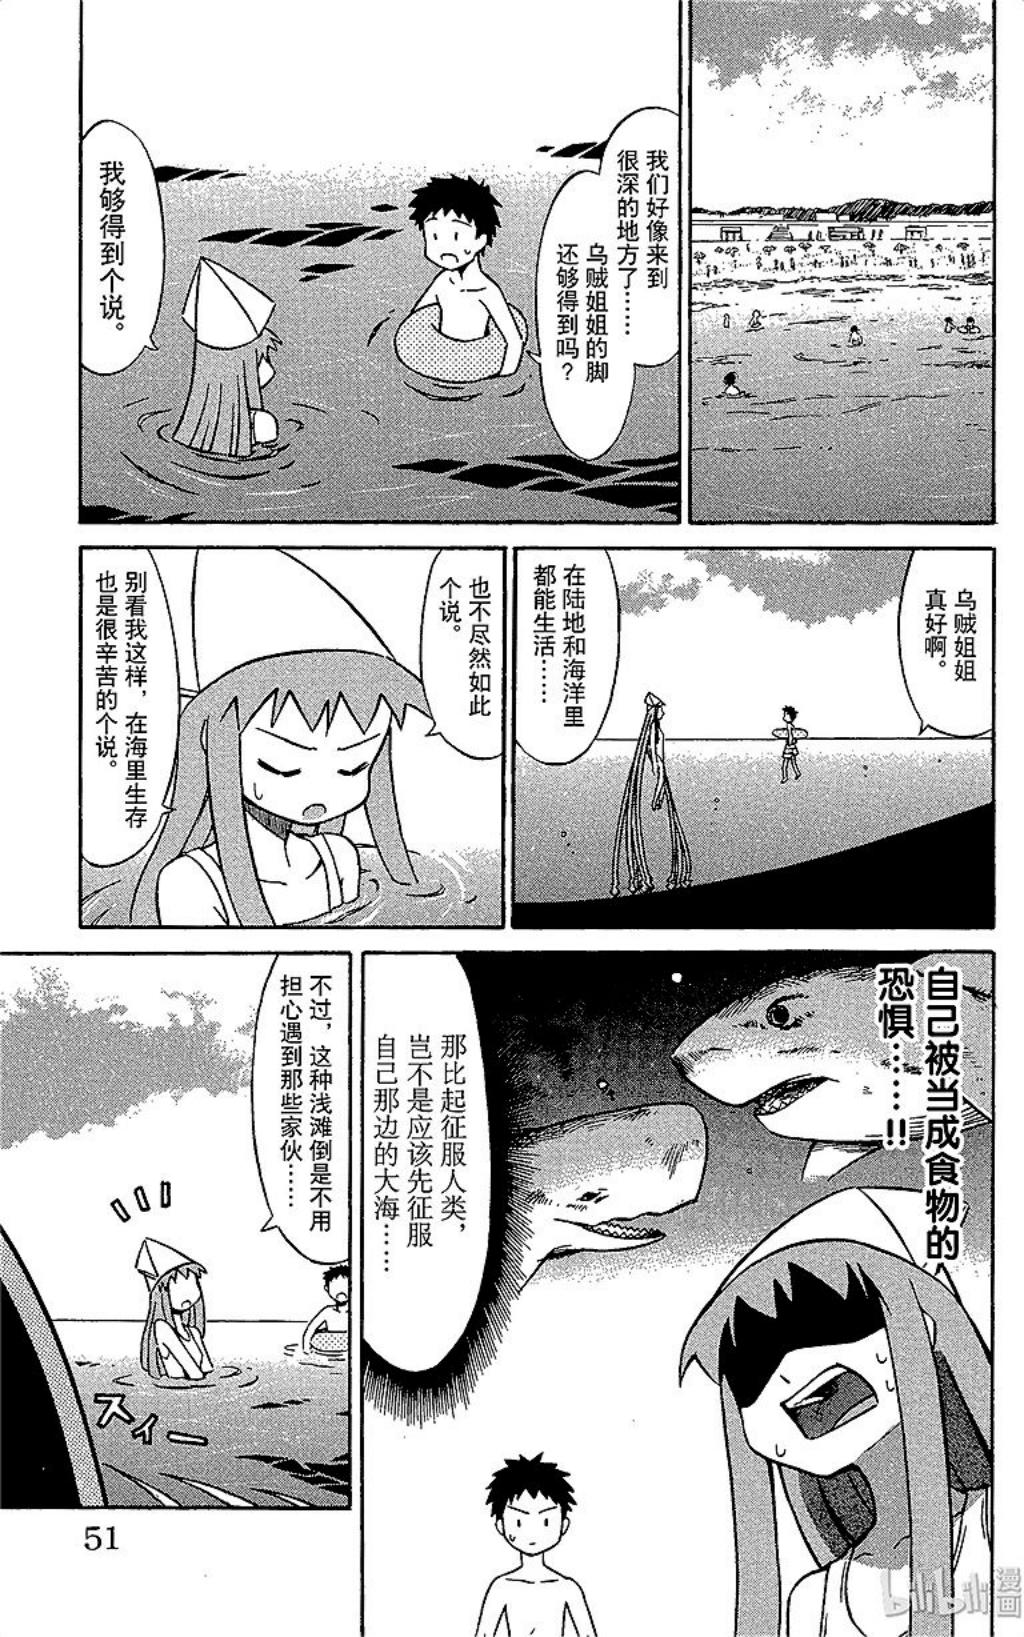 我们好像来到
很深的地方了……
乌贼姐姐的脚
还够得到吗？
我够得到个说。
乌贼姐姐
真好啊。
在陆地和海洋里
都能生活……
也不尽然如此
个说。
别看我这样，在海里生存
也是很辛苦的个说。
自己被当成食物的
恐惧……!!
那比起征服人类，
岂不是应该先征服
自己那边的大海……
不过，这种浅滩倒是不用
担心遇到那些家伙……
スィー
51
bilibili漫画